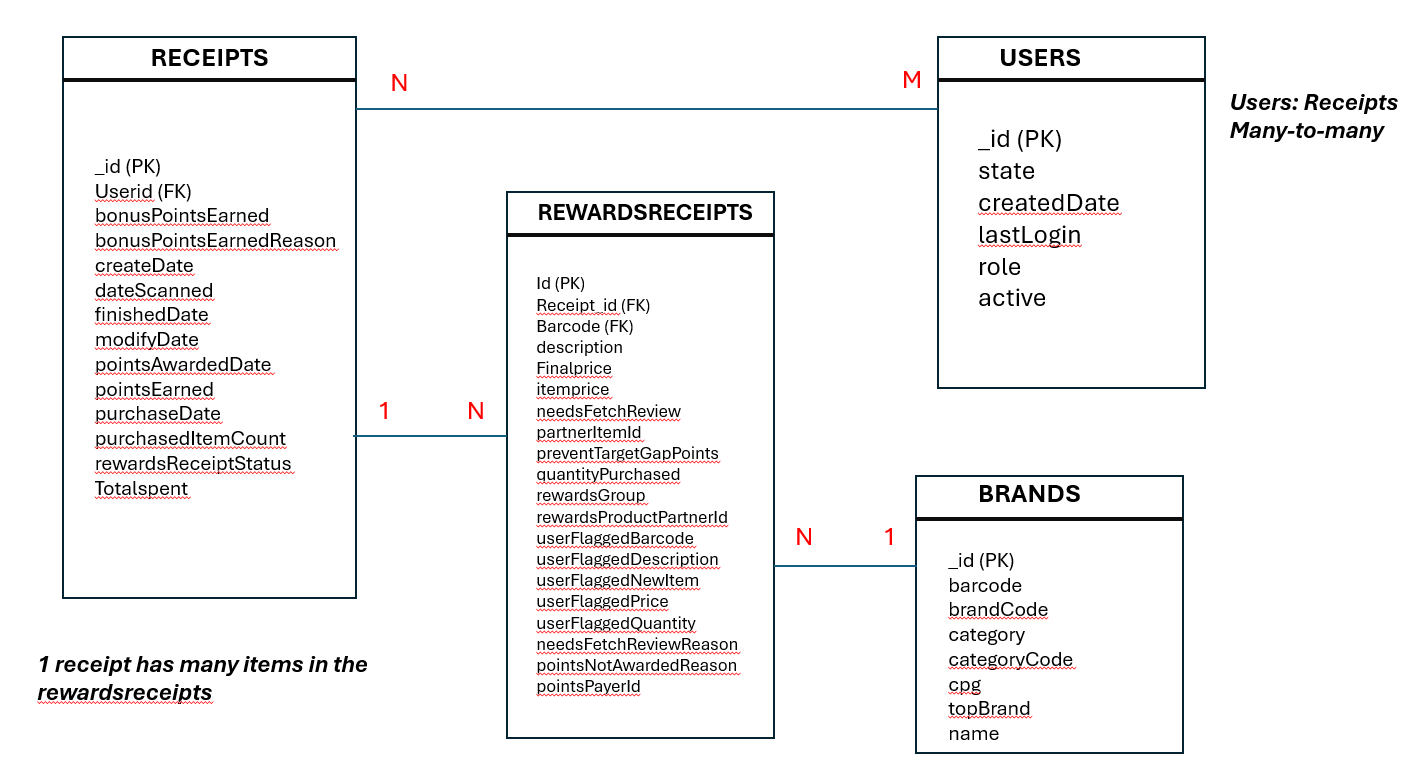 RECEIPTS
_id (PK)
Userid (FK)
bonusPointsEarned
bonusPointsEarnedReason
createDate
dateScanned
finishedDate
modifyDate
pointsAwardedDate
pointsEarned
purchaseDate
purchasedItemCount
rewardsReceiptStatus
Totalspent
N
M
USERS
_id (PK)
state
createdDate
lastLogin
role
active
Users: Receipts
Many-to-many
REWARDSRECEIPTS
Id (PK)
Receipt_id (FK)
Barcode (FK)
description
Finalprice
itemprice
needsFetchReview
partnerItemId
preventTargetGapPoints
quantityPurchased
rewardsGroup
rewardsProductPartnerId
userFlaggedBarcode
userFlaggedDescription
userFlaggedNewItem
userFlaggedPrice
userFlaggedQuantity
needsFetchReviewReason
pointsNotAwardedReason
pointsPayerId
1
N
N
1
BRANDS
_id (PK)
barcode
brandCode
category
categoryCode
cpg
topBrand
name
1 receipt has many items in the
rewardsreceipts